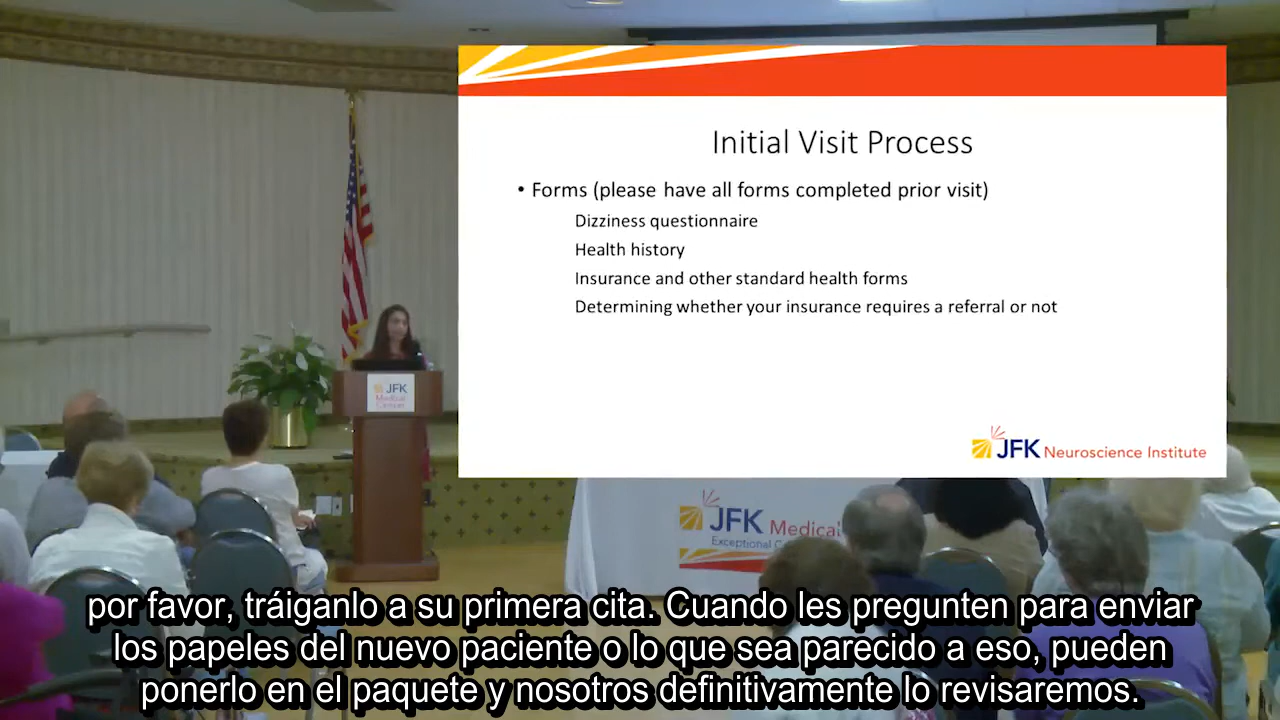 Initial Visit Process
• Forms (please have all forms completed prior visit)
Dizziness questionnaire
Health history
Insurance and other standard health forms
Determining whether your insurance requires a referral or not
JFK Neuroscience Institute
JFK
Medical
Center
JFK Medical
Exceptional
por favor, tráiganlo a su primera cita. Cuando les pregunten para enviar
los papeles del nuevo paciente o lo que sea parecido a eso, pueden
ponerlo en el paquete y nosotros definitivamente lo revisaremos.